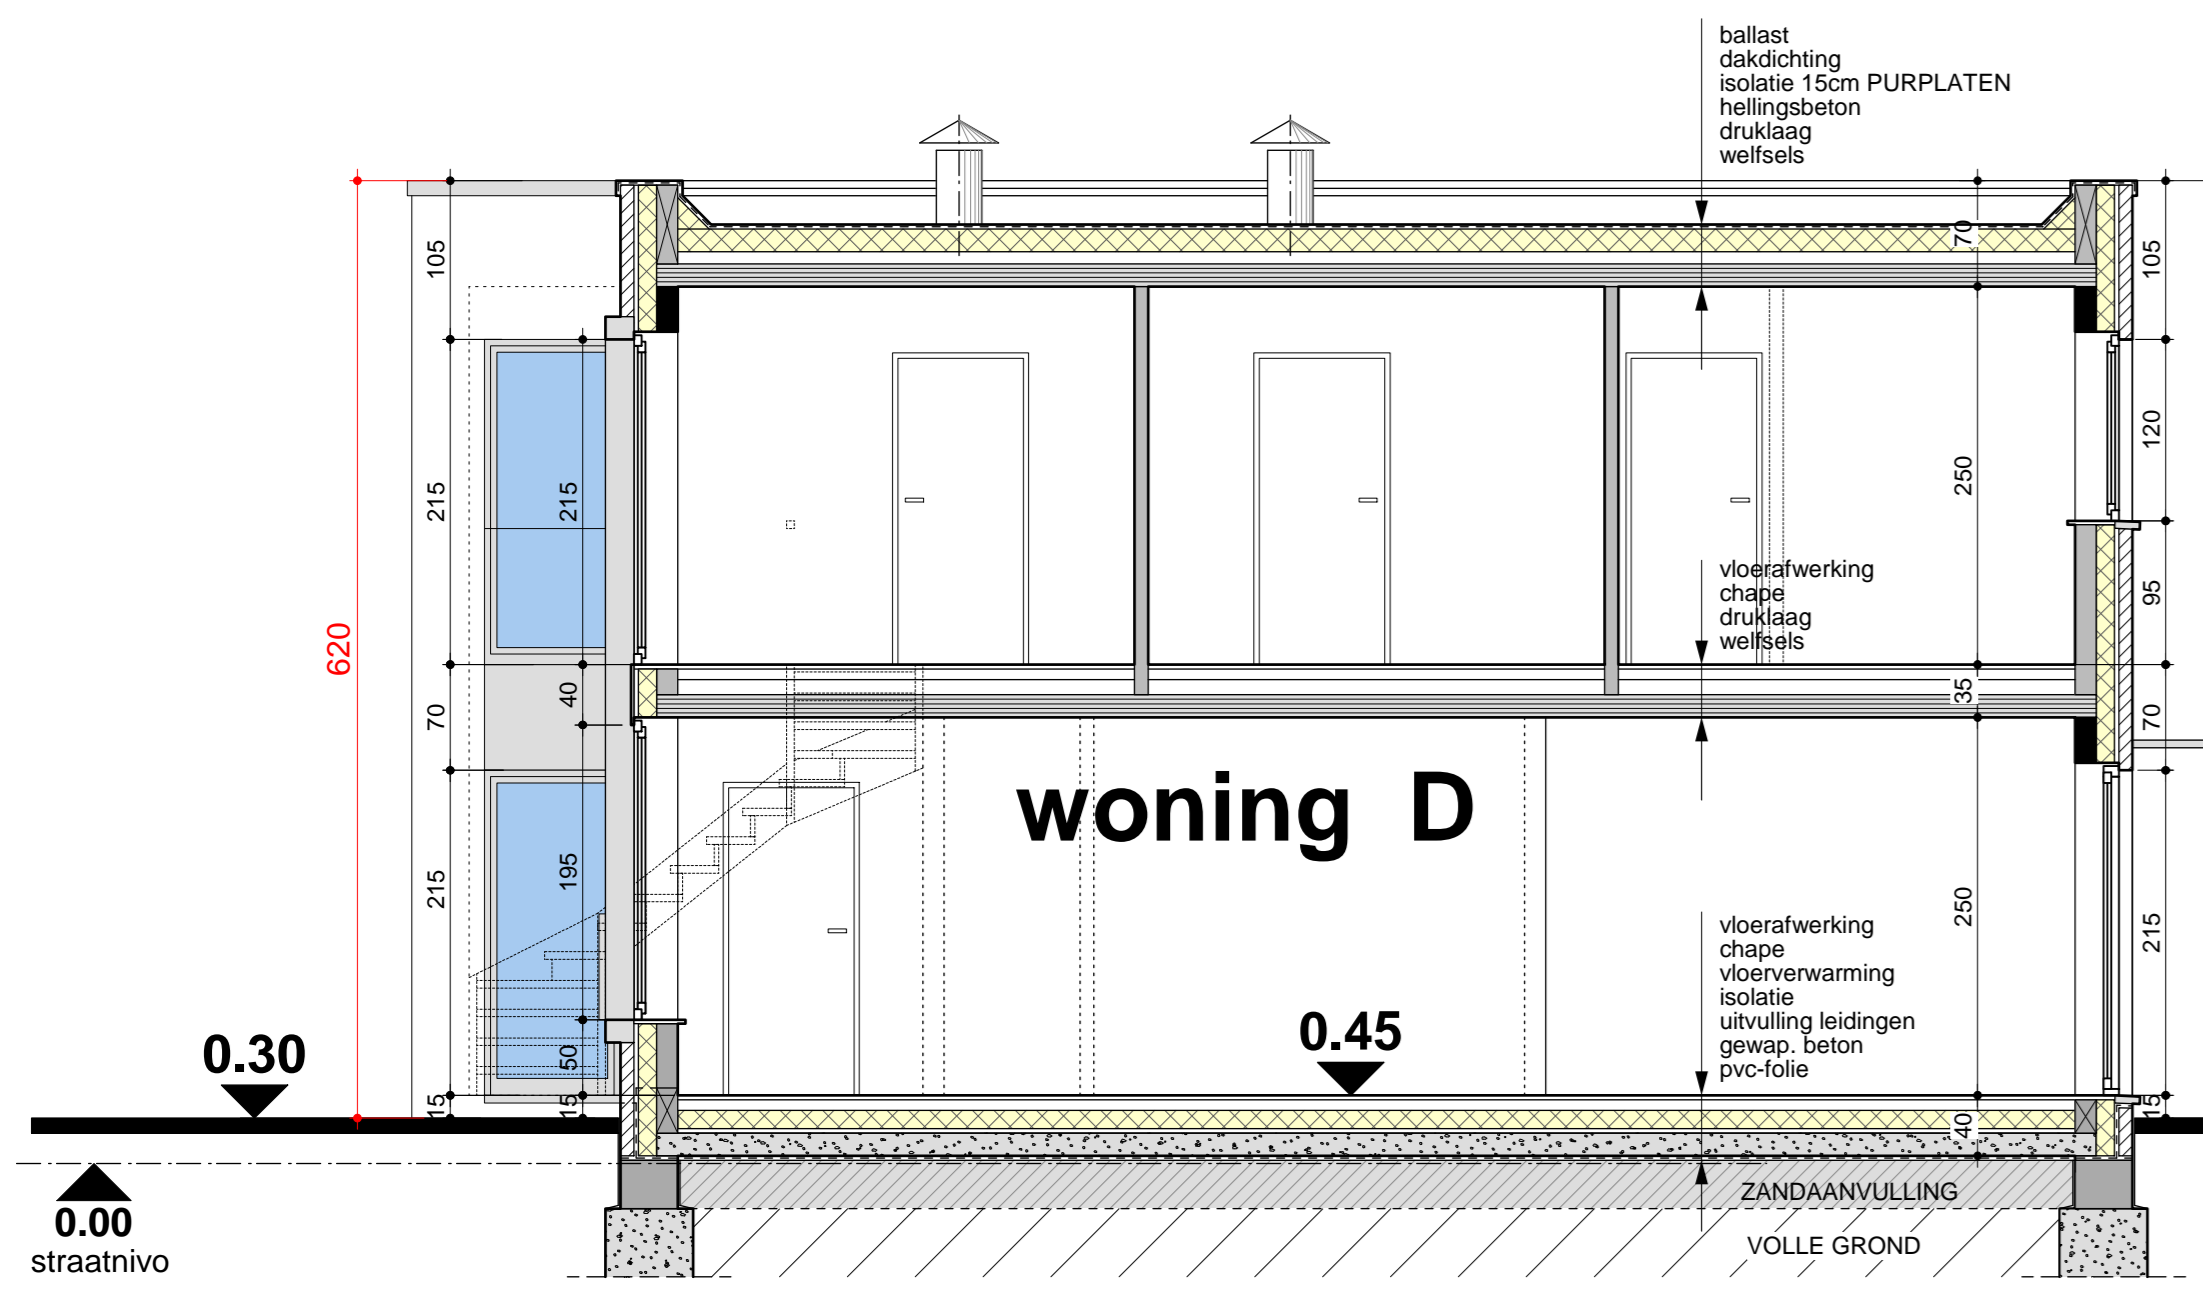 ballast
dakdichting
isolatie 15cm PURPLATEN
hellingsbeton
druklaag
welfsels
70
105
105
120
250
215
215
vloerafwerking
chape
druklaag
welfsels
95
620
40
35
70
70
woning D
195
215
250
215
vloerafwerking
chape
vloerverwarming
isolatie
uitvulling leidingen
gewap. beton
pvc-folie
0.30
0.45
50
15
15
15
40
ZANDAANVULLING
0.00
straatnivo
VOLLE GROND